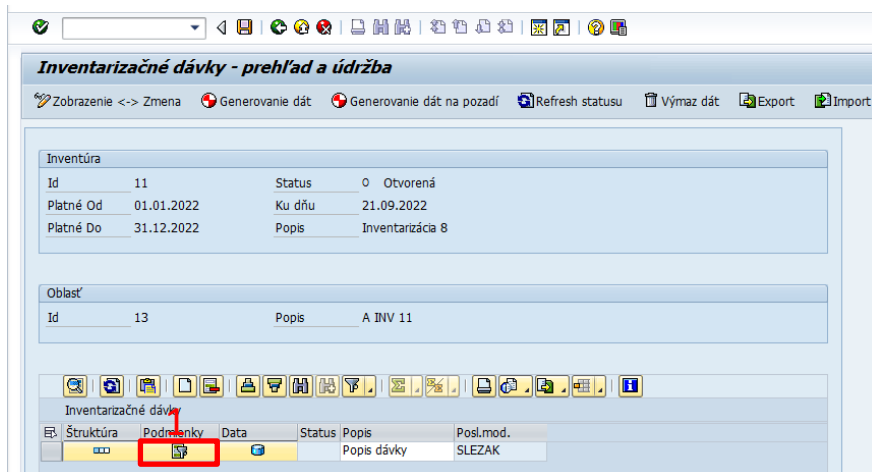 Inventarizačné dávky - prehľad a údržba
Zobrazenie <-> Zmena Generovanie dát Generovanie dát na pozadí Refresh statusu Výmaz dát Export Import
Inventúra
Id 11 Status O Otvorená
Platné Od 01.01.2022 Ku dňu 21.09.2022
Platné Do 31.12.2022 Popis Inventarizácia 8
Oblasť
Id 13 Popis A INV 11
Inventarizačné dávky
1
Štruktúra Podmienky Data Status Popis Posl.mod.
Popis dávky SLEZAK